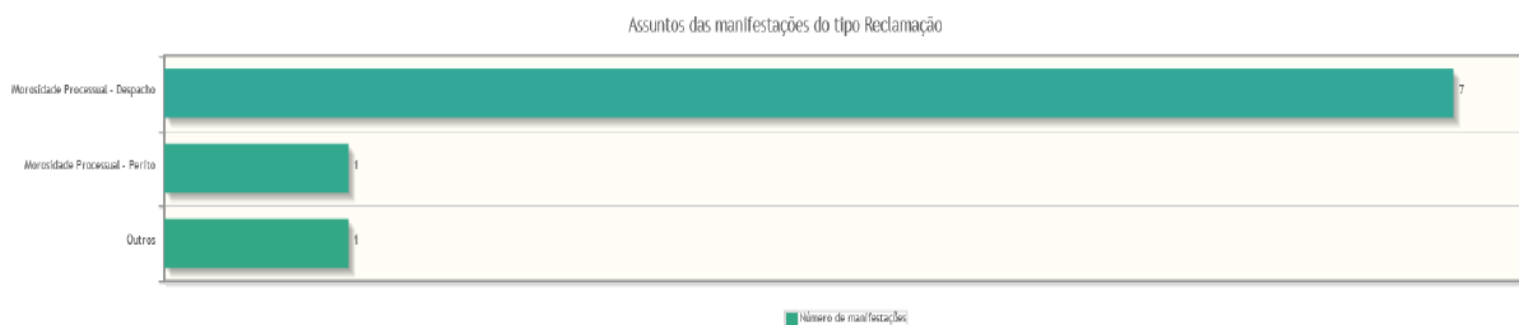 Assuntos das manifestações do tipo Reclamação
Morosidade Processual - Despacho
7
Morosidade Processual - Perito
1
Outros
1
Número de manifestações